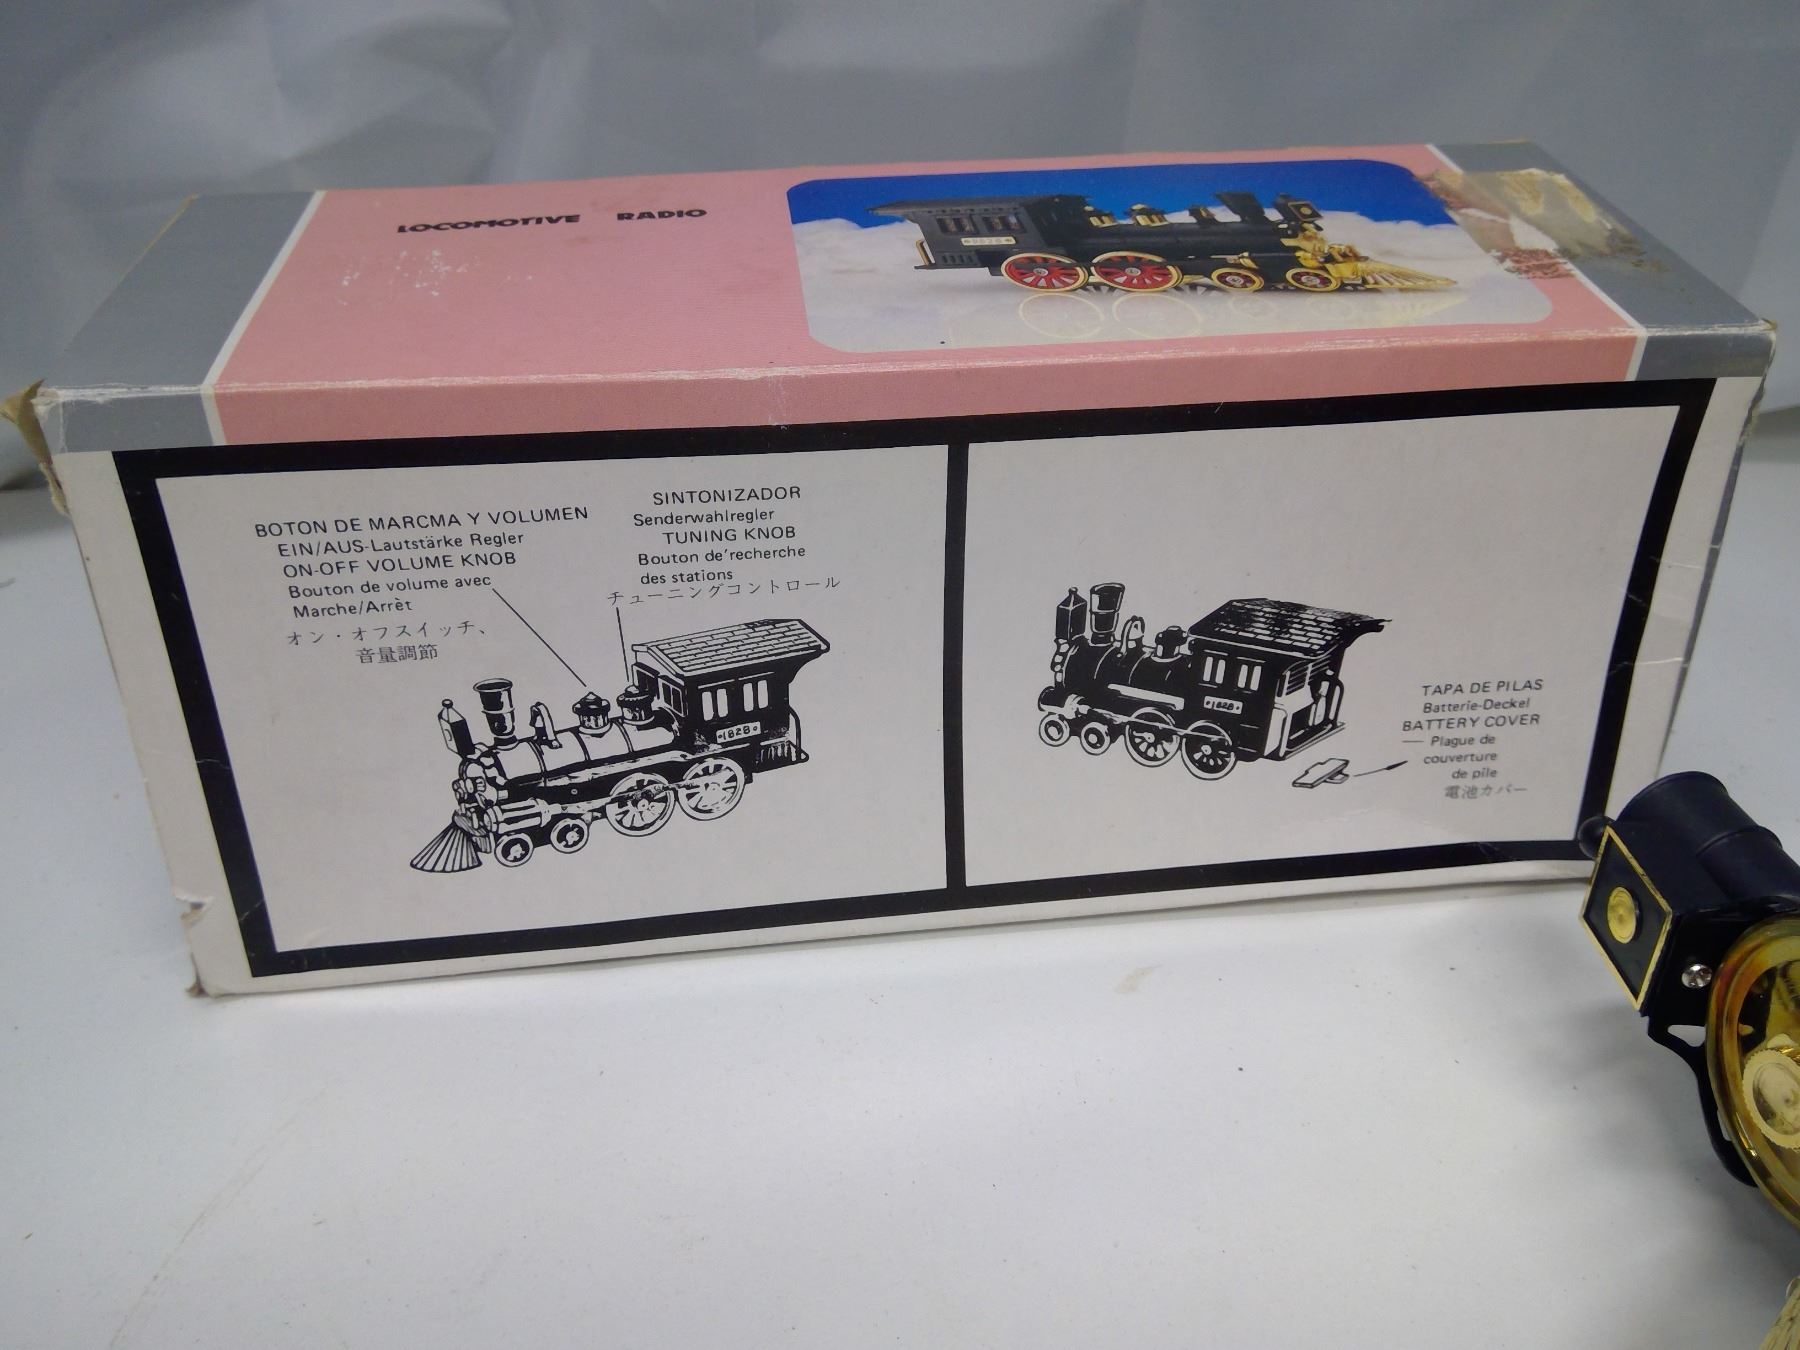 LOCOMOTIVE RADIO
BOTON DE MARCMA Y VOLUMEN
EIN/AUS-Lautstärke Regler
ON-OFF VOLUME KNOB
Bouton de volume avec
Marche/Arrèt
オン・オフスイッチ、
音量調節
SINTONIZADOR
Senderwahlregler
TUNING KNOB
Bouton de'recherche
des stations
チューニングコントロール
1828
1828
TAPA DE PILAS
Batterie-Deckel
BATTERY COVER
Plague de
couverture
de pile
電池カバー